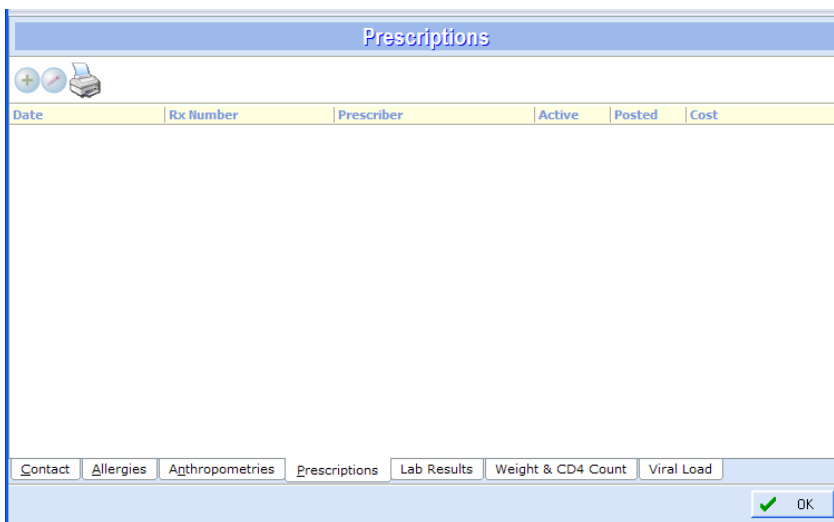 Prescriptions
Date Rx Number Prescriber Active Posted Cost
Contact Allergies Anthropometries Prescriptions Lab Results Weight & CD4 Count Viral Load
OK